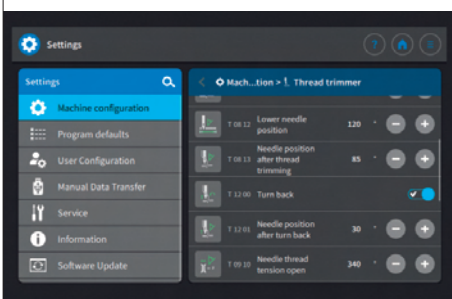 Settings
?
Settings
< Mach...tion > Thread trimmer
Machine configuration
Program defaults
User Configuration
Manual Data Transfer
Service
Information
Software Update
T 08 12 Lower needle
position 120 ° − +
T 08 13 Needle position
after thread
trimming 85 ° − +
T 12 00 Turn back
T 12 01 Needle position
after turn back 30 ° − +
T 09 10 Needle thread
tension open 340 ° − +